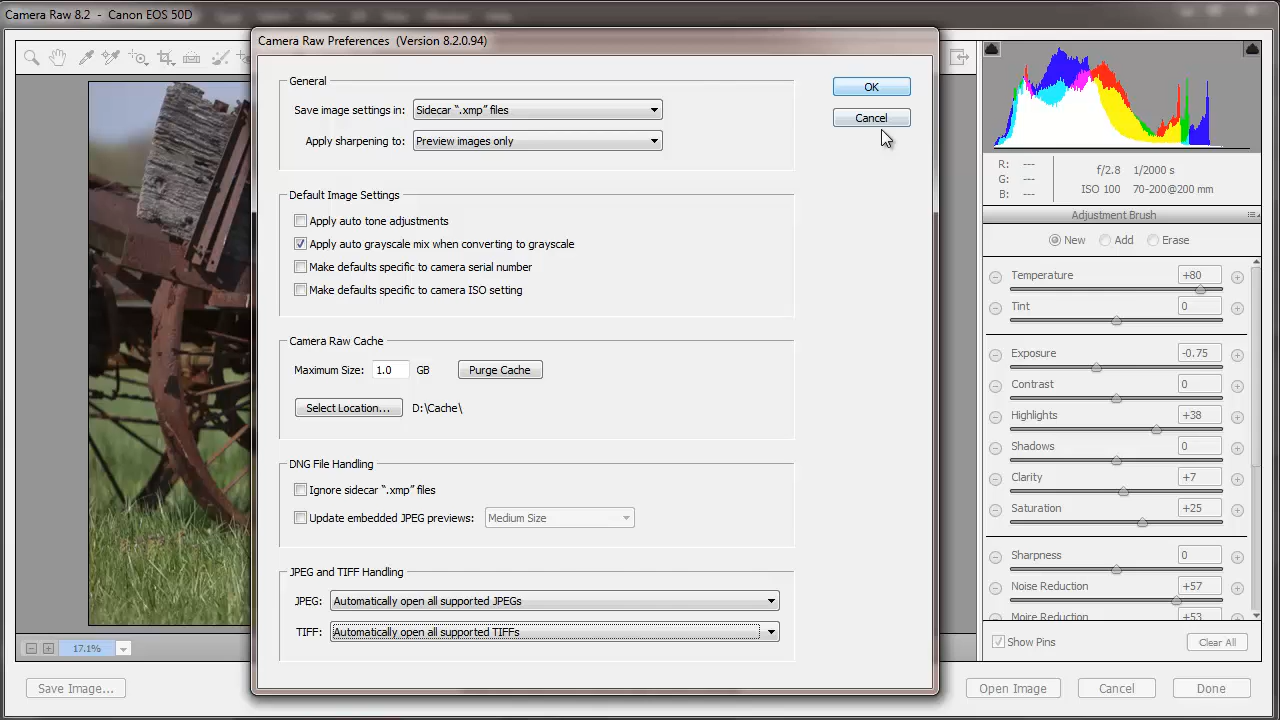 Camera Raw 8.2 - Canon EOS 50D
Camera Raw Preferences (Version 8.2.0.94)
General
Save image settings in: Sidecar “.xmp” files
Apply sharpening to: Preview images only
OK
Cancel
Default Image Settings
Apply auto tone adjustments
Apply auto grayscale mix when converting to grayscale
Make defaults specific to camera serial number
Make defaults specific to camera ISO setting
Camera Raw Cache
Maximum Size: 1.0 GB Purge Cache
Select Location... D:\Cache\
DNG File Handling
Ignore sidecar “.xmp” files
Update embedded JPEG previews: Medium Size
JPEG and TIFF Handling
JPEG: Automatically open all supported JPEGs
TIFF: Automatically open all supported TIFFs
R: ---
G: ---
B: ---
f/2.8 1/2000 s
ISO 100 70-200@200 mm
Adjustment Brush
New Add Erase
Temperature +80
Tint 0
Exposure -0.75
Contrast 0
Highlights +38
Shadows 0
Clarity +7
Saturation +25
Sharpness 0
Noise Reduction +57
Moire Reduction +53
Show Pins Clear All
17.1%
Save Image... Open Image Cancel Done